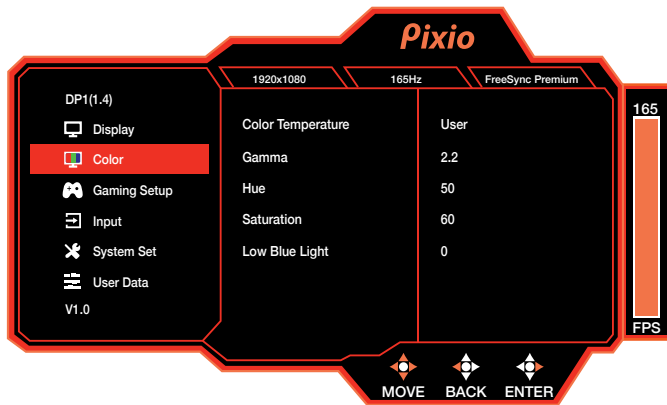 Pixio
1920x1080 165Hz FreeSync Premium
DP1(1.4)
Display
Color
Gaming Setup
Input
System Set
User Data
V1.0
Color Temperature User
Gamma 2.2
Hue 50
Saturation 60
Low Blue Light 0
165
FPS
MOVE BACK ENTER